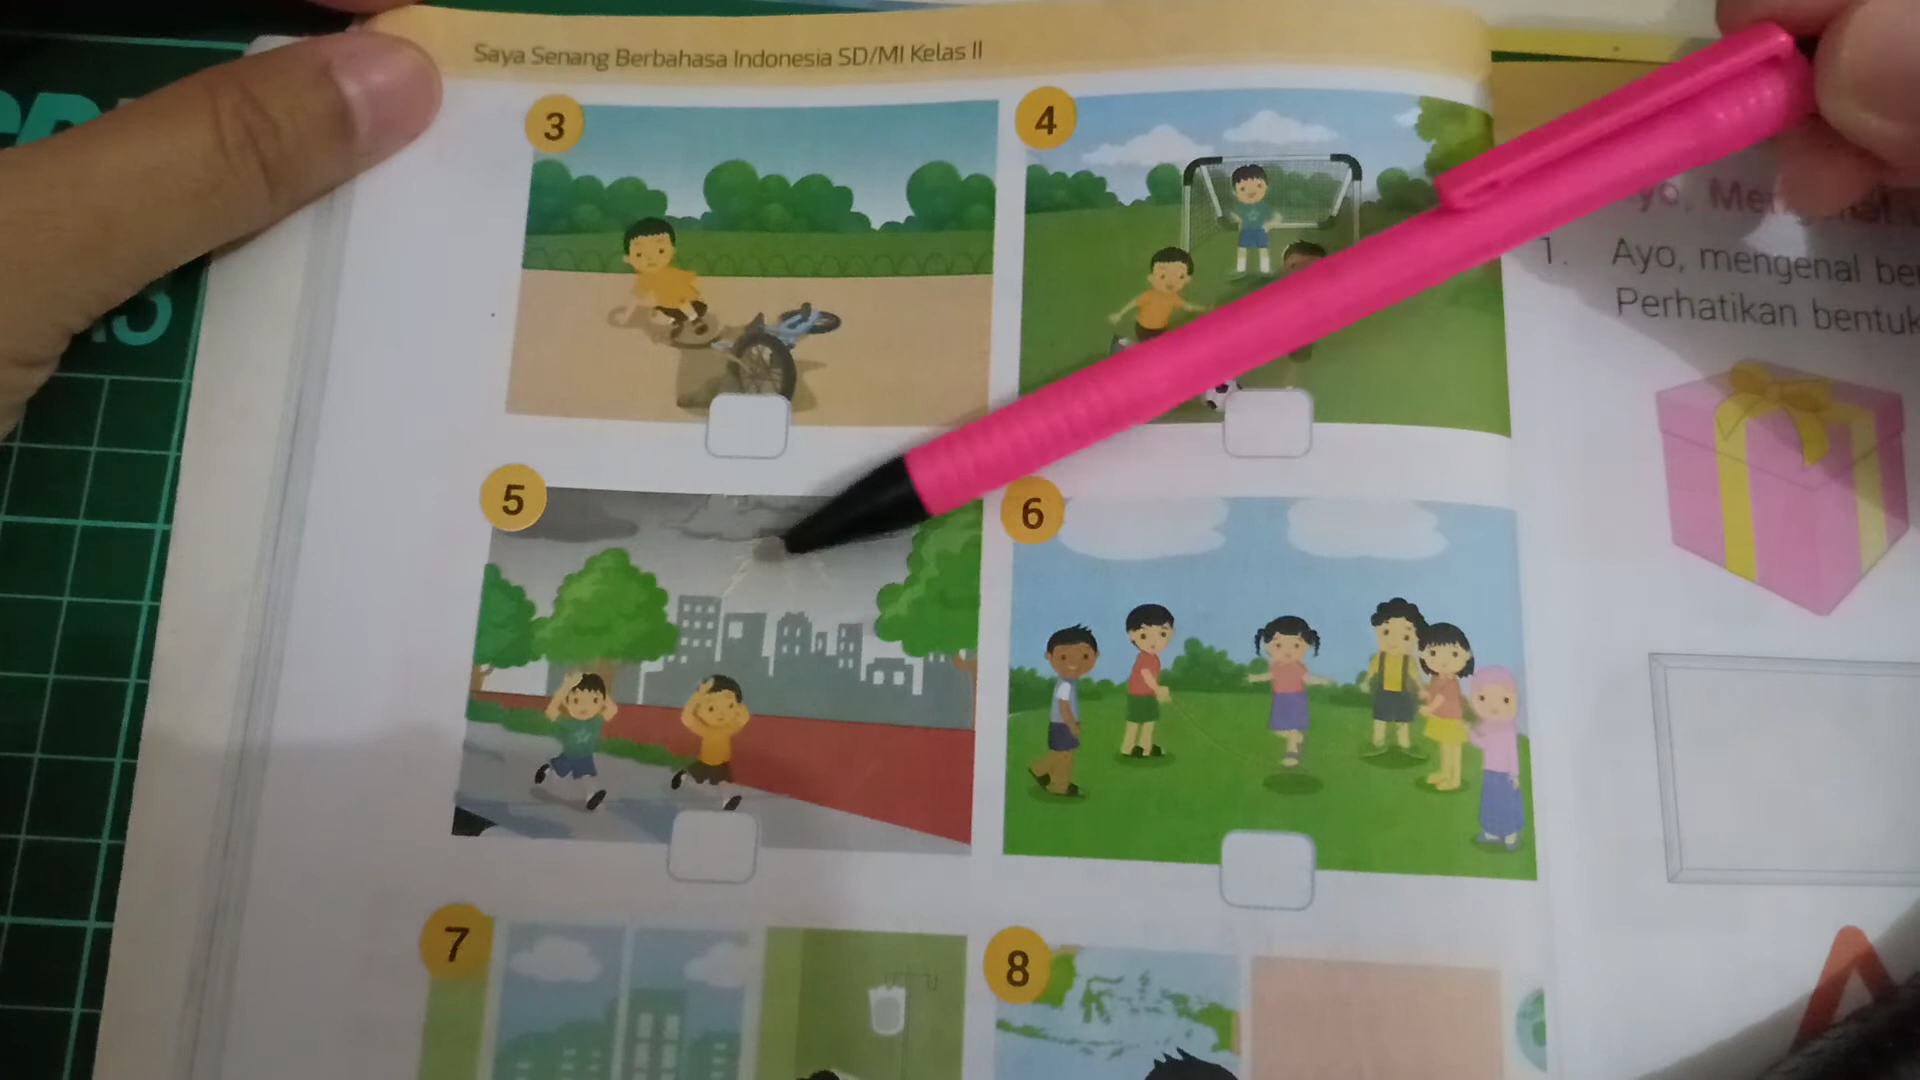 Saya Senang Berbahasa Indonesia SD/MI Kelas II
3
4
5
6
7
8
1. Ayo, mengenal
Perhatikan